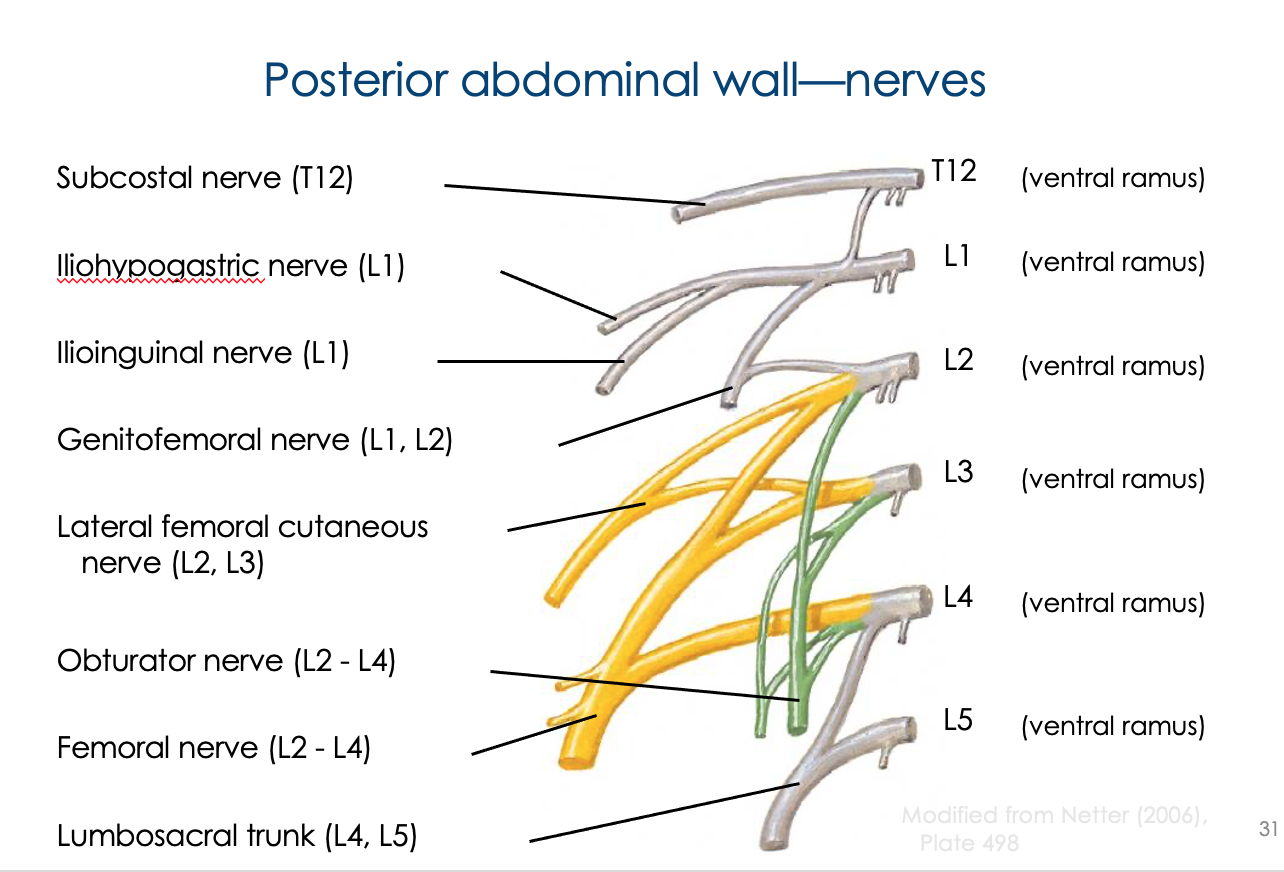 Posterior abdominal wall—nerves
Subcostal nerve (T12)
T12 (ventral ramus)
Iliohypogastric nerve (L1)
L1 (ventral ramus)
Ilioinguinal nerve (L1)
L2 (ventral ramus)
Genitofemoral nerve (L1, L2)
L3 (ventral ramus)
Lateral femoral cutaneous
nerve (L2, L3)
L4 (ventral ramus)
Obturator nerve (L2 - L4)
L5 (ventral ramus)
Femoral nerve (L2 - L4)
Lumbosacral trunk (L4, L5)
Modified from Netter (2006),
Plate 498
31